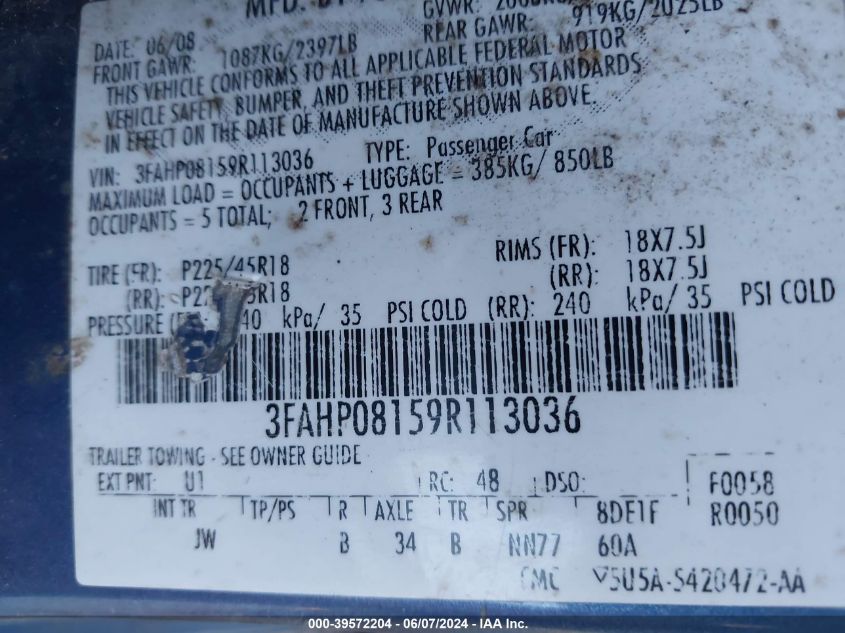 MFD. BY
DATE: 06/08 GVWR:
FRONT GAWR: 1087KG/2397LB REAR GAWR: 919KG/2025LB
THIS VEHICLE CONFORMS TO ALL APPLICABLE FEDERAL MOTOR
VEHICLE SAFETY, BUMPER, AND THEFT PREVENTION STANDARDS
IN EFFECT ON THE DATE OF MANUFACTURE SHOWN ABOVE.
VIN: 3FAHP08159R113036 TYPE: Passenger Car
MAXIMUM LOAD = OCCUPANTS + LUGGAGE = 385KG/ 850LB
OCCUPANTS = 5 TOTAL; 2 FRONT, 3 REAR
TIRE (FR): P225/45R18 RIMS (FR): 18X7.5J
(RR): (RR): 18X7.5J
PRESSURE kPa/ 35 PSI COLD (RR): 240 kPa/ 35 PSI COLD
3FAHP08159R113036
TRAILER TOWING - SEE OWNER GUIDE
EXT PNT: U1 RC: 48 DSO: F0058
INT TR TP/PS R AXLE TR SPR 8DE1F R0050
JW B 34 B NN77 60A
CMC 5U5A-5420472-AA
000-39572204 - 06/07/2024 - IAA Inc.